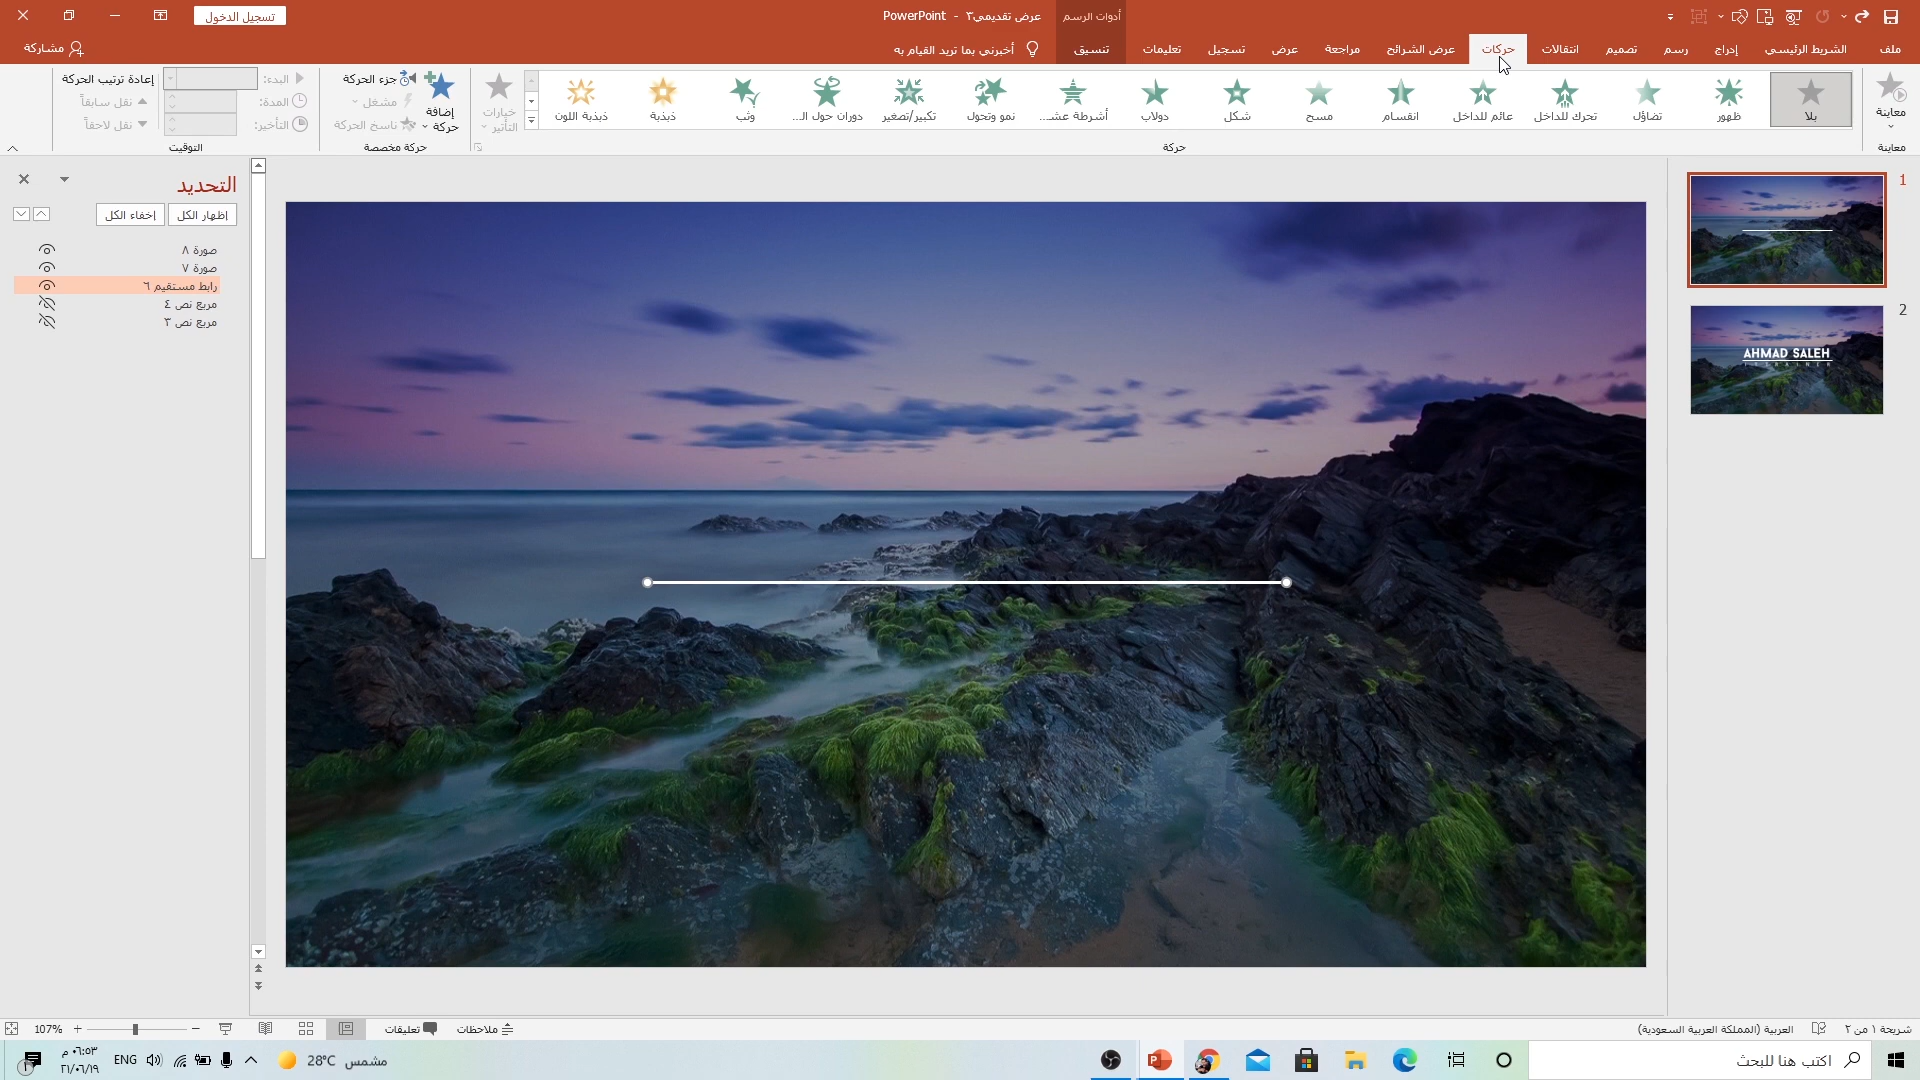 عرض تقديمي٣ - PowerPoint
أدوات الرسم
تسجيل الدخول
ملف
الشريط الرئيسي
إدراج
رسم
تصميم
انتقالات
حركات
عرض الشرائح
مراجعة
عرض
تسجيل
تعليمات
تنسيق
أخبرني بما تريد القيام به
مشاركة
معاينة
معاينة
بلا
ظهور
تضاؤل
تحرك للداخل
عائم للداخل
انقسام
مسح
شكل
دولاب
أشرطة عشـ...
نمو وتحول
تكبير/تصغير
دوران حول الـ...
وثب
ذبذبة
ذبذبة اللون
حركة
خيارات
التأثير
إضافة
حركة
جزء الحركة
مشغل
ناسخ الحركة
حركة مخصصة
البدء:
المدة:
التأخير:
إعادة ترتيب الحركة
نقل سابقاً
نقل لاحقاً
التوقيت
1
2
AHMAD SALEH
التحديد
إظهار الكل
إخفاء الكل
صورة ٨
صورة ٧
رابط مستقيم ٦
مربع نص ٤
مربع نص ٣
شريحة ١ من ٢
العربية (المملكة العربية السعودية)
ملاحظات
تعليقات
107%
اكتب هنا للبحث
28°C مشمس
ENG
٠٦:٥٣ م
٢١/٠٦/١٩